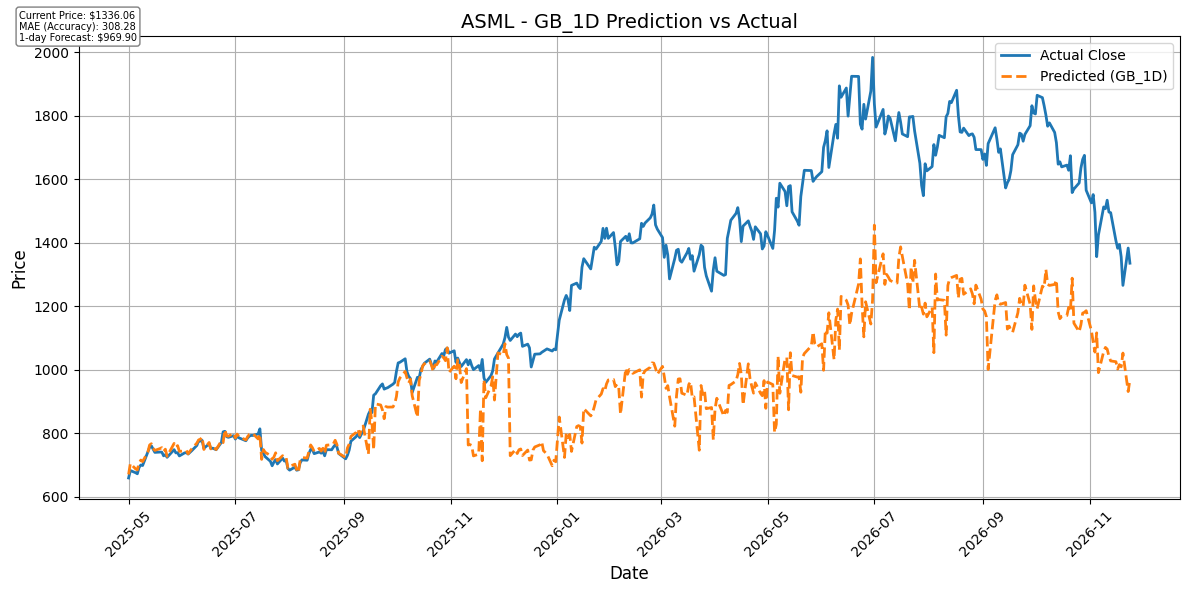 ASML - GB_1D Prediction vs Actual
Current Price: $1336.06
MAE (Accuracy): 308.28
1-day Forecast: $969.90
Actual Close
Predicted (GB_1D)
Price
2000
1800
1600
1400
1200
1000
800
600
2025-05
2025-07
2025-09
2025-11
2026-01
2026-03
2026-05
2026-07
2026-09
2026-11
Date